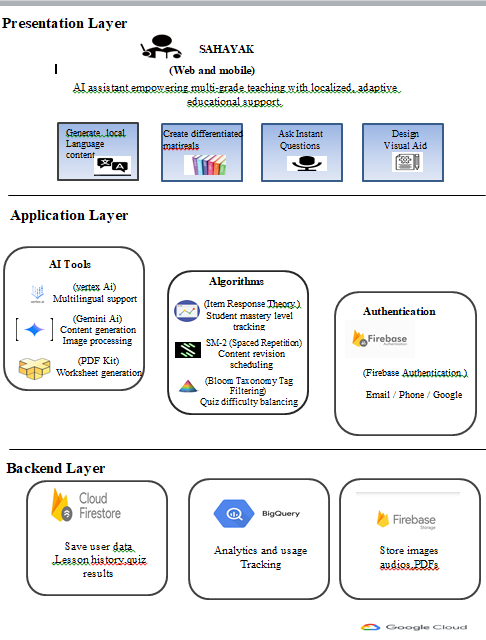 Presentation Layer
SAHAYAK
(Web and mobile)
AI assistant empowering multi-grade teaching with localized, adaptive
educational support.
Generate local
Language
content
Create differentiated
matireals
Ask Instant
Questions
Design
Visual Aid
Application Layer
AI Tools
(vertex Ai)
Multilingual support
(Gemini Ai)
Content generation
Image processing
(PDF Kit)
Worksheet generation
Algorithms
(Item Response Theory )
Student mastery level
tracking
SM-2 (Spaced Repetition)
Content revision
scheduling
(Bloom Taxonomy Tag
Filtering)
Quiz difficulty balancing
Authentication
Firebase
Authentication
(Firebase Authentication )
Email / Phone / Google
Backend Layer
Cloud
Firestore
Save user data
Lesson history,quiz
results
BigQuery
Analytics and usage
Tracking
Firebase
Storage
Store images
audios,PDFs
Google Cloud